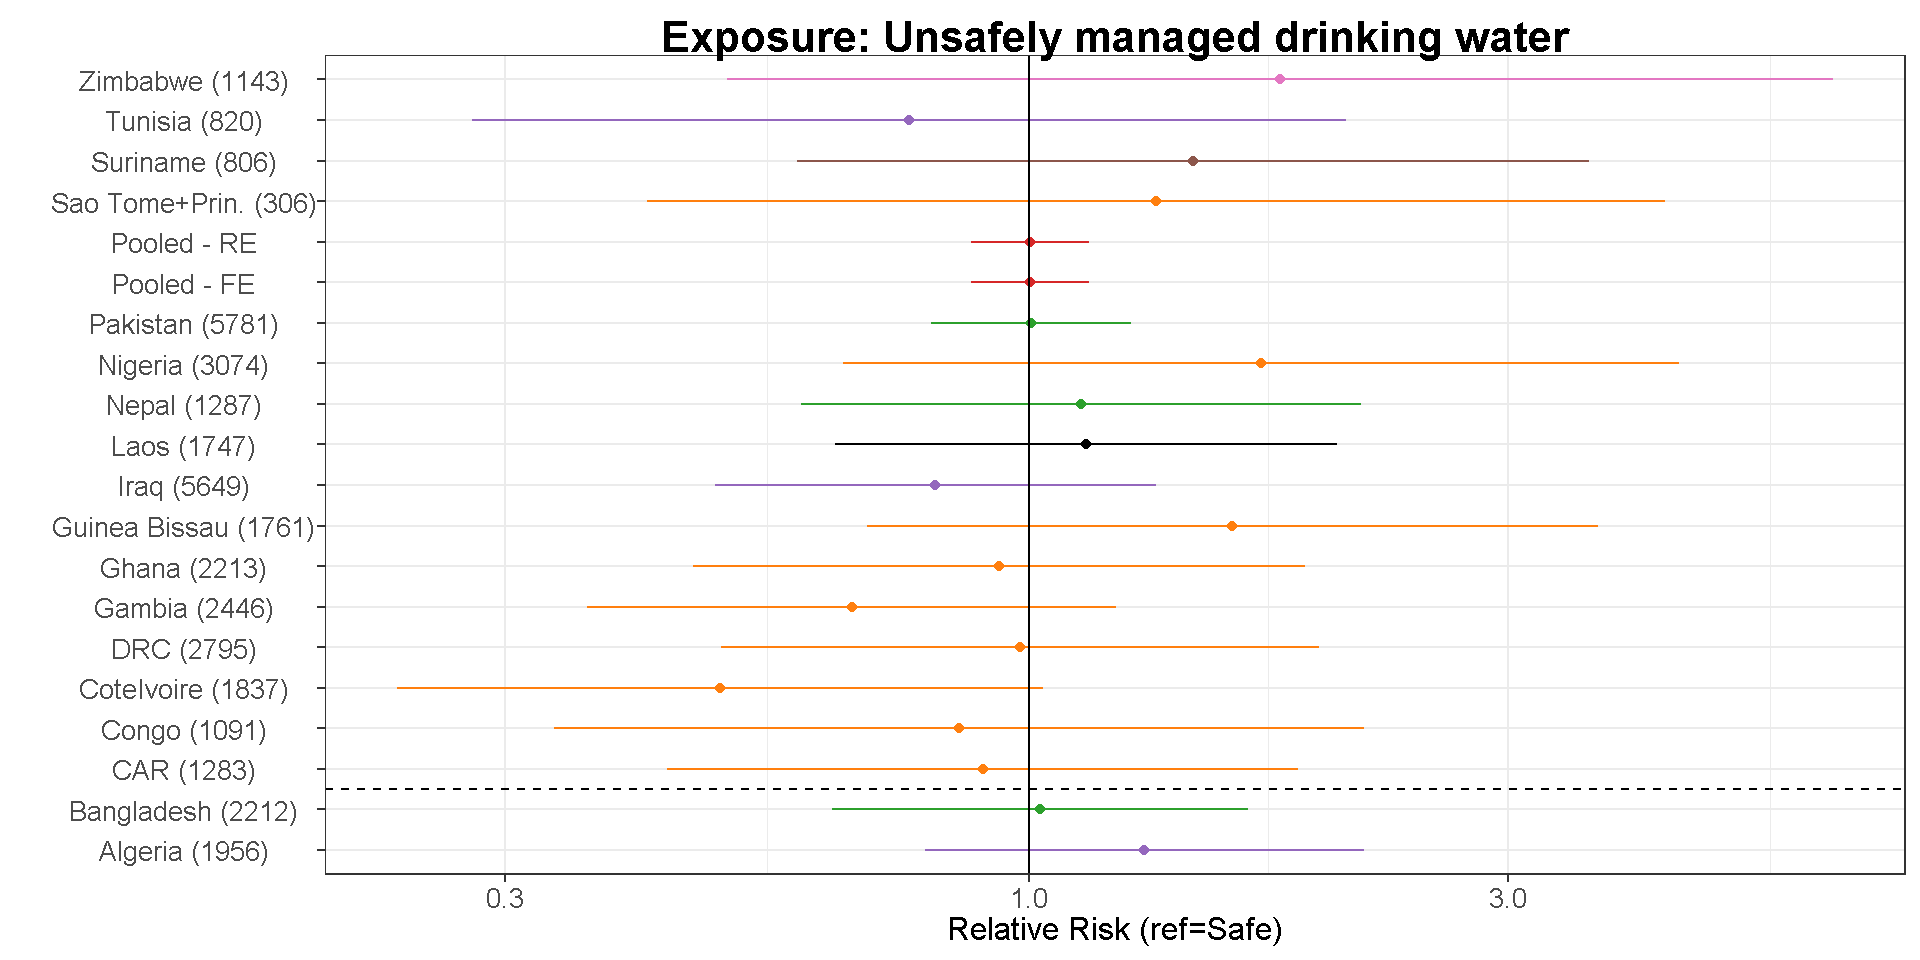 Exposure: Unsafely managed drinking water
Zimbabwe (1143)
Tunisia (820)
Suriname (806)
Sao Tome+Prin. (306)
Pooled - RE
Pooled - FE
Pakistan (5781)
Nigeria (3074)
Nepal (1287)
Laos (1747)
Iraq (5649)
Guinea Bissau (1761)
Ghana (2213)
Gambia (2446)
DRC (2795)
CoteIvoire (1837)
Congo (1091)
CAR (1283)
Bangladesh (2212)
Algeria (1956)
0.3 1.0 3.0
Relative Risk (ref=Safe)